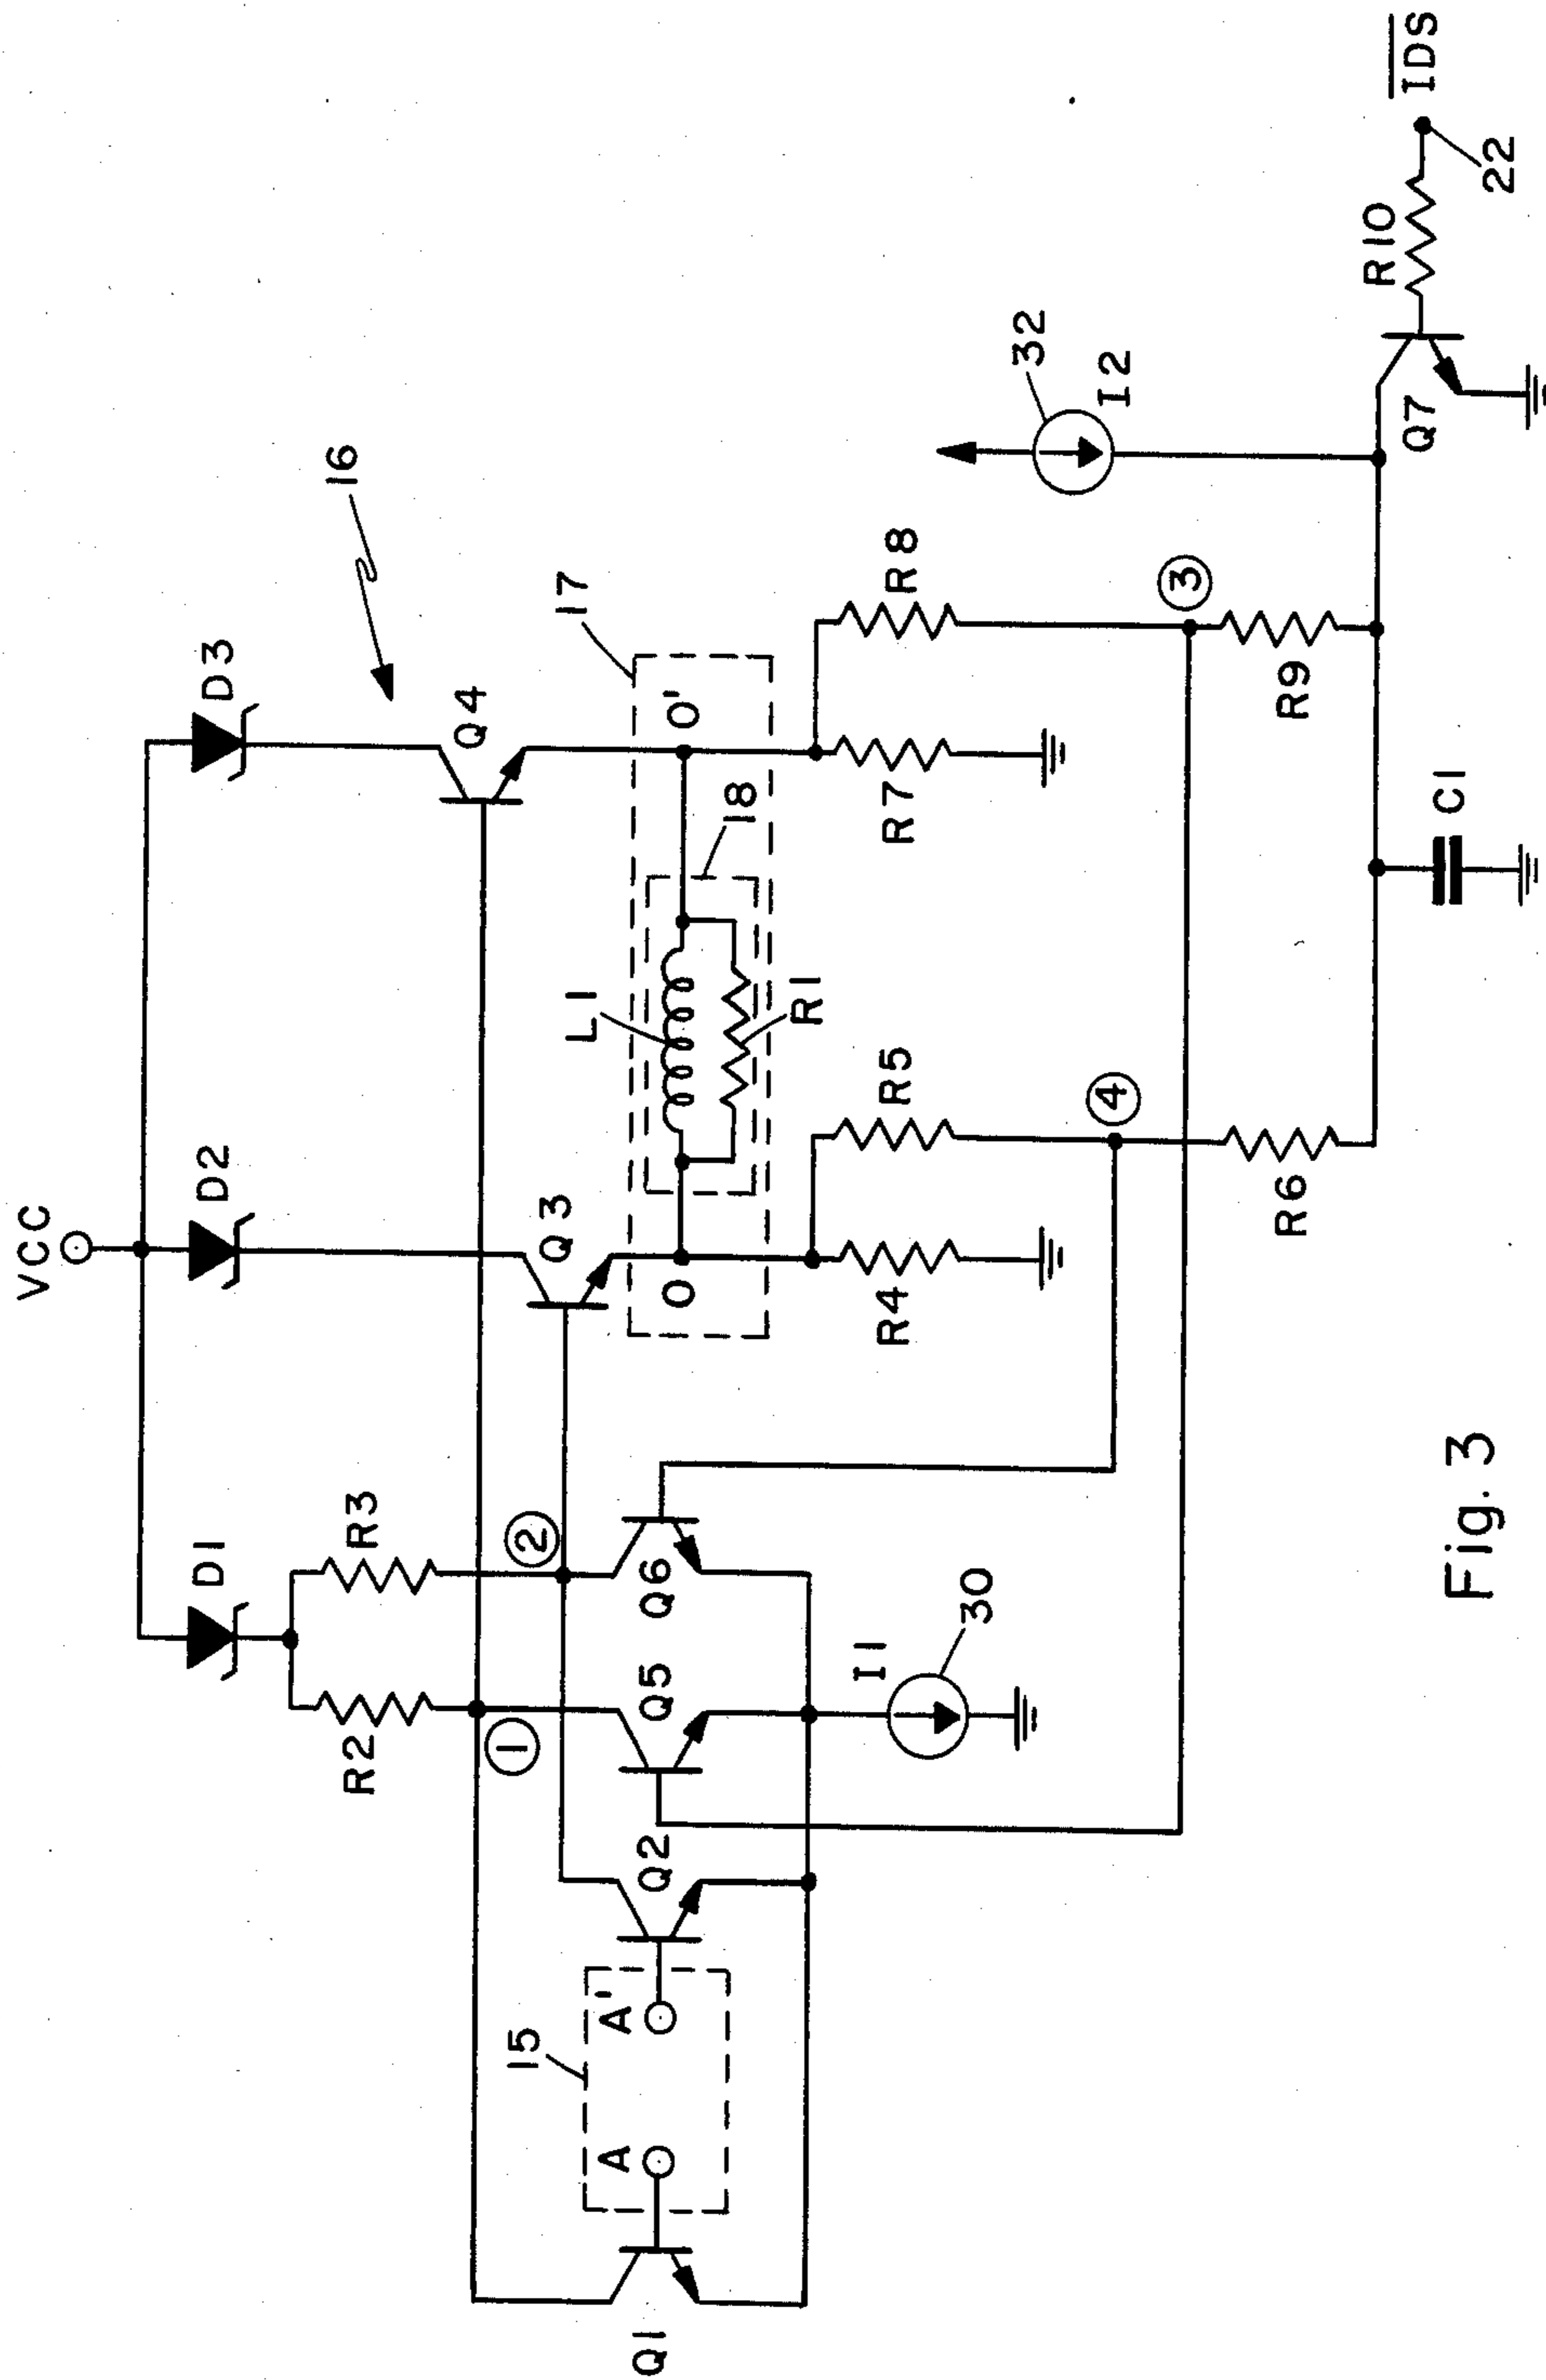 VCC
D1
D2
D3
16
R2
R3
Q4
1
2
Q3
17
15
A
A'
Q1
Q2
Q5
Q6
L1
O
O'
18
R1
I1
30
R4
R5
R7
R8
32
I2
4
3
R6
R9
C1
Q7
R10
IDS
22
Fig. 3